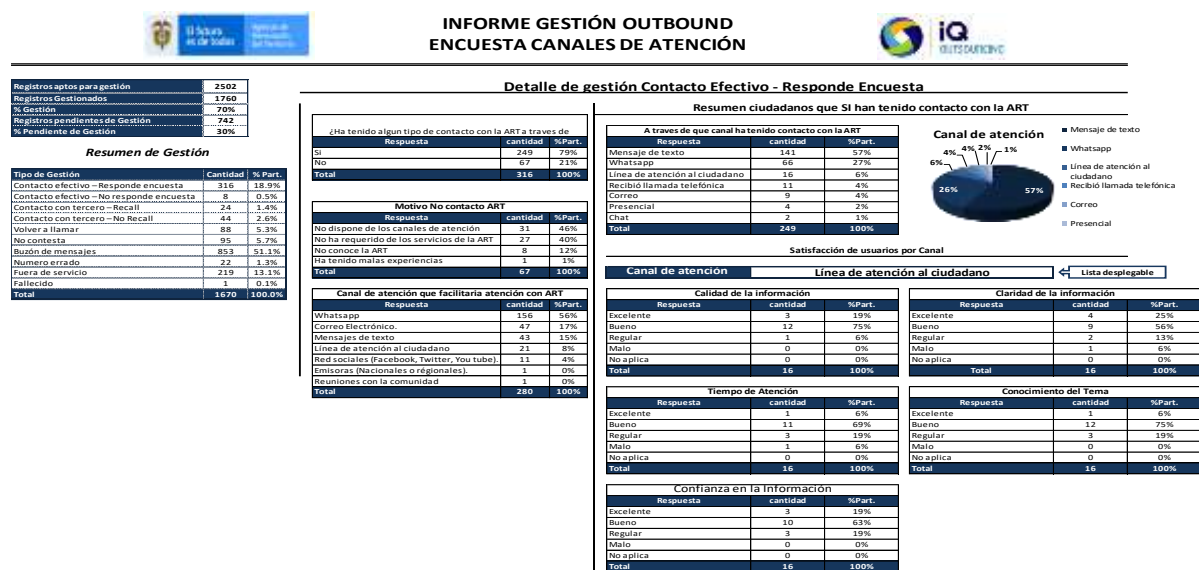 El futuro es de todos
INFORME GESTIÓN OUTBOUND
ENCUESTA CANALES DE ATENCIÓN
iQ
OUTSOURCING
Registros aptos para gestión 2502
Registros Gestionados 1760
% Gestión 70%
Registros pendientes de Gestión 742
% Pendiente de Gestión 30%
Resumen de Gestión
Tipo de Gestión Cantidad % Part.
Contacto efectivo – Responde encuesta 316 18.9%
Contacto efectivo – No responde encuesta 8 0.5%
Contacto con tercero – Recall 24 1.4%
Contacto con tercero – No Recall 44 2.6%
Volver a llamar 88 5.3%
No contesta 95 5.7%
Buzón de mensajes 853 51.1%
Numero errado 22 1.3%
Fuera de servicio 219 13.1%
Fallecido 1 0.1%
Total 1670 100.0%
Detalle de gestión Contacto Efectivo - Responde Encuesta
¿Ha tenido algun tipo de contacto con la ART a traves de
Respuesta cantidad %Part.
Si 249 79%
No 67 21%
Total 316 100%
Motivo No contacto ART
Respuesta cantidad %Part.
No dispone de los canales de atención 31 46%
No ha requerido de los servicios de la ART 27 40%
No conoce la ART 8 12%
Ha tenido malas experiencias 1 1%
Total 67 100%
Canal de atención que facilitaria atención con ART
Respuesta cantidad %Part.
Whatsapp 156 56%
Correo Electrónico. 47 17%
Mensajes de texto 43 15%
Línea de atención al ciudadano 21 8%
Red sociales (Facebook, Twitter, You tube). 11 4%
Emisoras (Nacionales o régionales). 1 0%
Reuniones con la comunidad 1 0%
Total 280 100%
Resumen ciudadanos que SI han tenido contacto con la ART
A traves de que canal ha tenido contacto con la ART
Respuesta cantidad %Part.
Mensaje de texto 141 57%
Whatsapp 66 27%
Línea de atención al ciudadano 16 6%
Recibió llamada telefónica 11 4%
Correo 9 4%
Presencial 4 2%
Chat 2 1%
Total 249 100%
Canal de atención
4% 4% 2% 1%
6%
26%
57%
Mensaje de texto
Whatsapp
Línea de atención al
ciudadano
Recibió llamada telefónica
Correo
Presencial
Satisfacción de usuarios por Canal
Canal de atención Línea de atención al ciudadano Lista desplegable
Calidad de la información
Respuesta cantidad %Part.
Excelente 3 19%
Bueno 12 75%
Regular 1 6%
Malo 0 0%
No aplica 0 0%
Total 16 100%
Claridad de la información
Respuesta cantidad %Part.
Excelente 4 25%
Bueno 9 56%
Regular 2 13%
Malo 1 6%
No aplica 0 0%
Total 16 100%
Tiempo de Atención
Respuesta cantidad %Part.
Excelente 1 6%
Bueno 11 69%
Regular 3 19%
Malo 1 6%
No aplica 0 0%
Total 16 100%
Conocimiento del Tema
Respuesta cantidad %Part.
Excelente 1 6%
Bueno 12 75%
Regular 3 19%
Malo 0 0%
No aplica 0 0%
Total 16 100%
Confianza en la Información
Respuesta cantidad %Part.
Excelente 3 19%
Bueno 10 63%
Regular 3 19%
Malo 0 0%
No aplica 0 0%
Total 16 100%